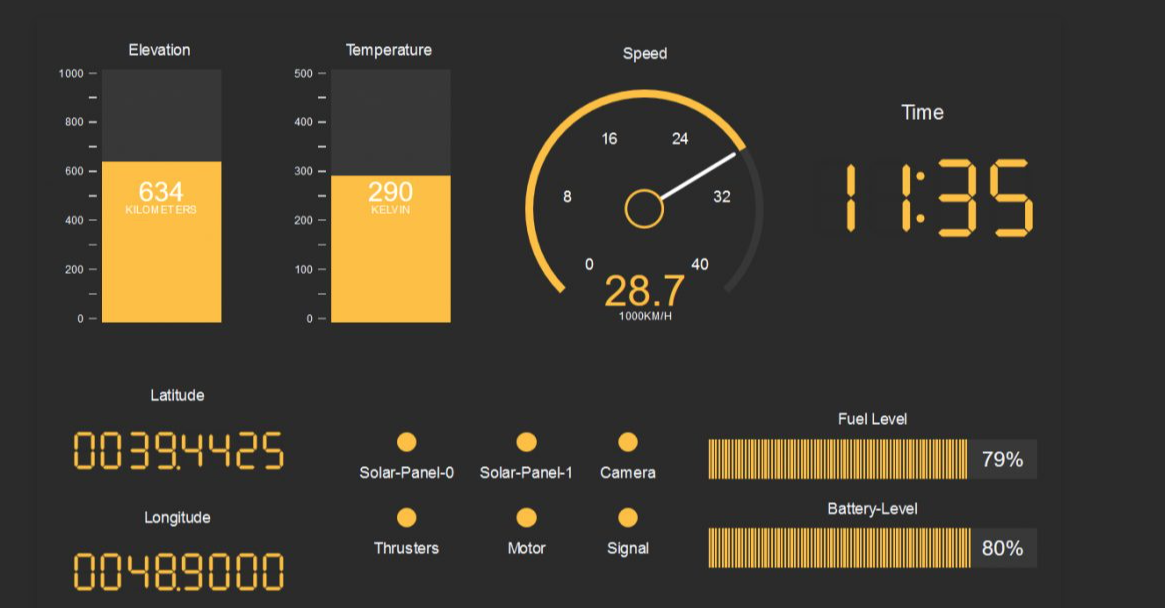 Elevation
1000
800
600
400
200
0
634
KILOMETERS
Temperature
500
400
300
200
100
0
290
KELVIN
Speed
0
8
16
24
32
40
28.7
1000KM/H
Time
11:35
Latitude
0039.4425
Longitude
0048.9000
Solar-Panel-0
Solar-Panel-1
Camera
Thrusters
Motor
Signal
Fuel Level
79%
Battery-Level
80%